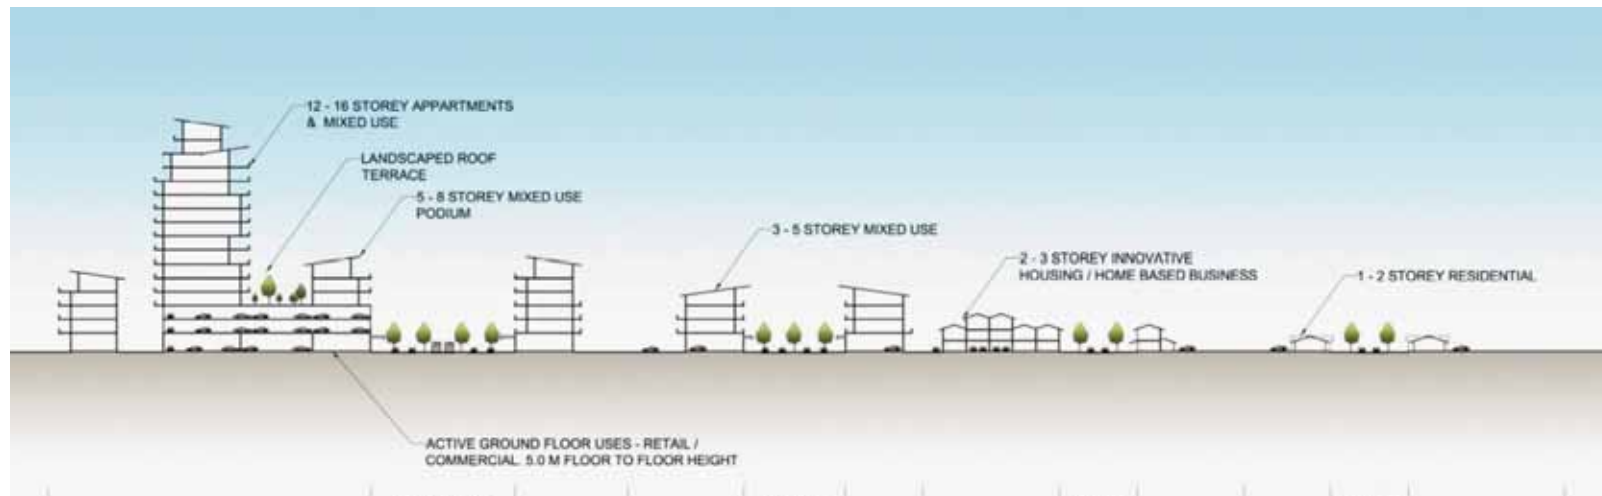 12 - 16 STOREY APPARTMENTS
& MIXED USE
LANDSCAPED ROOF
TERRACE
5 - 8 STOREY MIXED USE
PODIUM
3 - 5 STOREY MIXED USE
2 - 3 STOREY INNOVATIVE
HOUSING / HOME BASED BUSINESS
1 - 2 STOREY RESIDENTIAL
ACTIVE GROUND FLOOR USES - RETAIL /
COMMERCIAL. 5.0 M FLOOR TO FLOOR HEIGHT